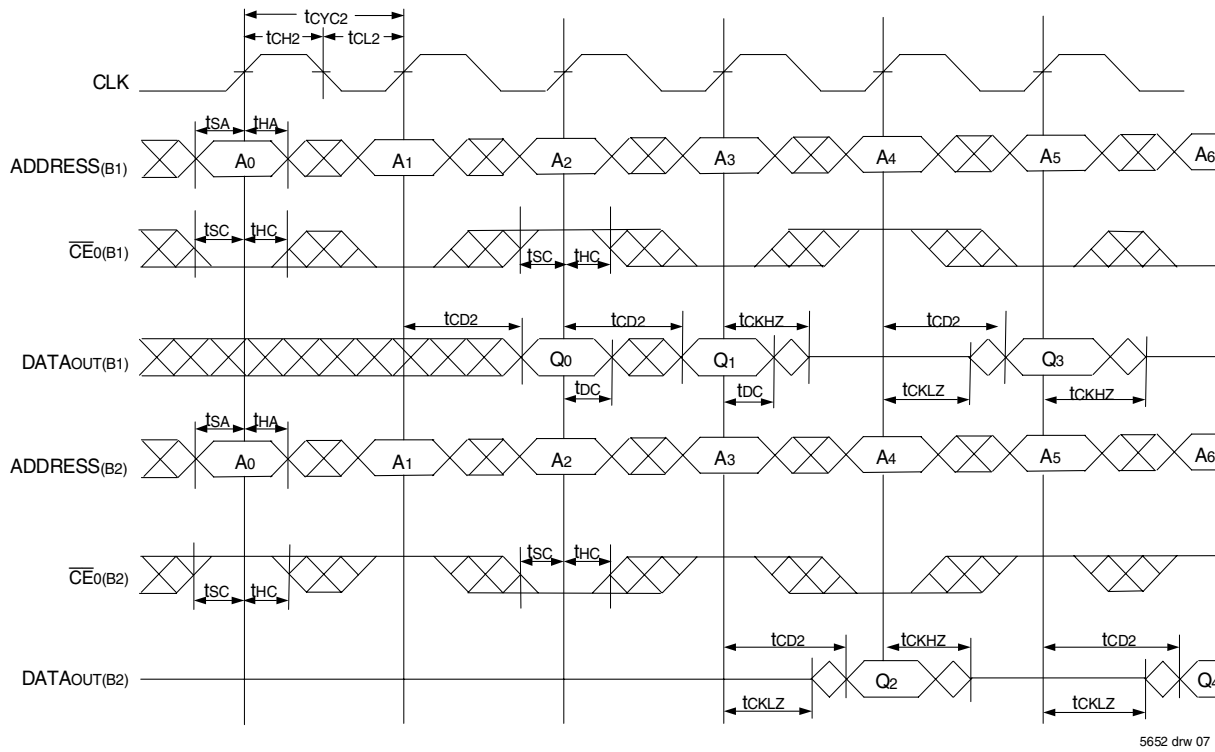 tCYC2
tCH2 tCL2
CLK
tSA tHA
ADDRESS(B1) A0 A1 A2 A3 A4 A5 A6
tSC tHC
CE0(B1)
tSC tHC
tCD2 tCD2 tCKHZ tCD2
DATAOUT(B1) Q0 Q1 Q3
tDC tDC tCKLZ tCKHZ
tSA tHA
ADDRESS(B2) A0 A1 A2 A3 A4 A5 A6
tSC tHC
CE0(B2)
tSC tHC
tCD2 tCKHZ tCD2
DATAOUT(B2) Q2 Q4
tCKLZ tCKLZ
5652 drw 07